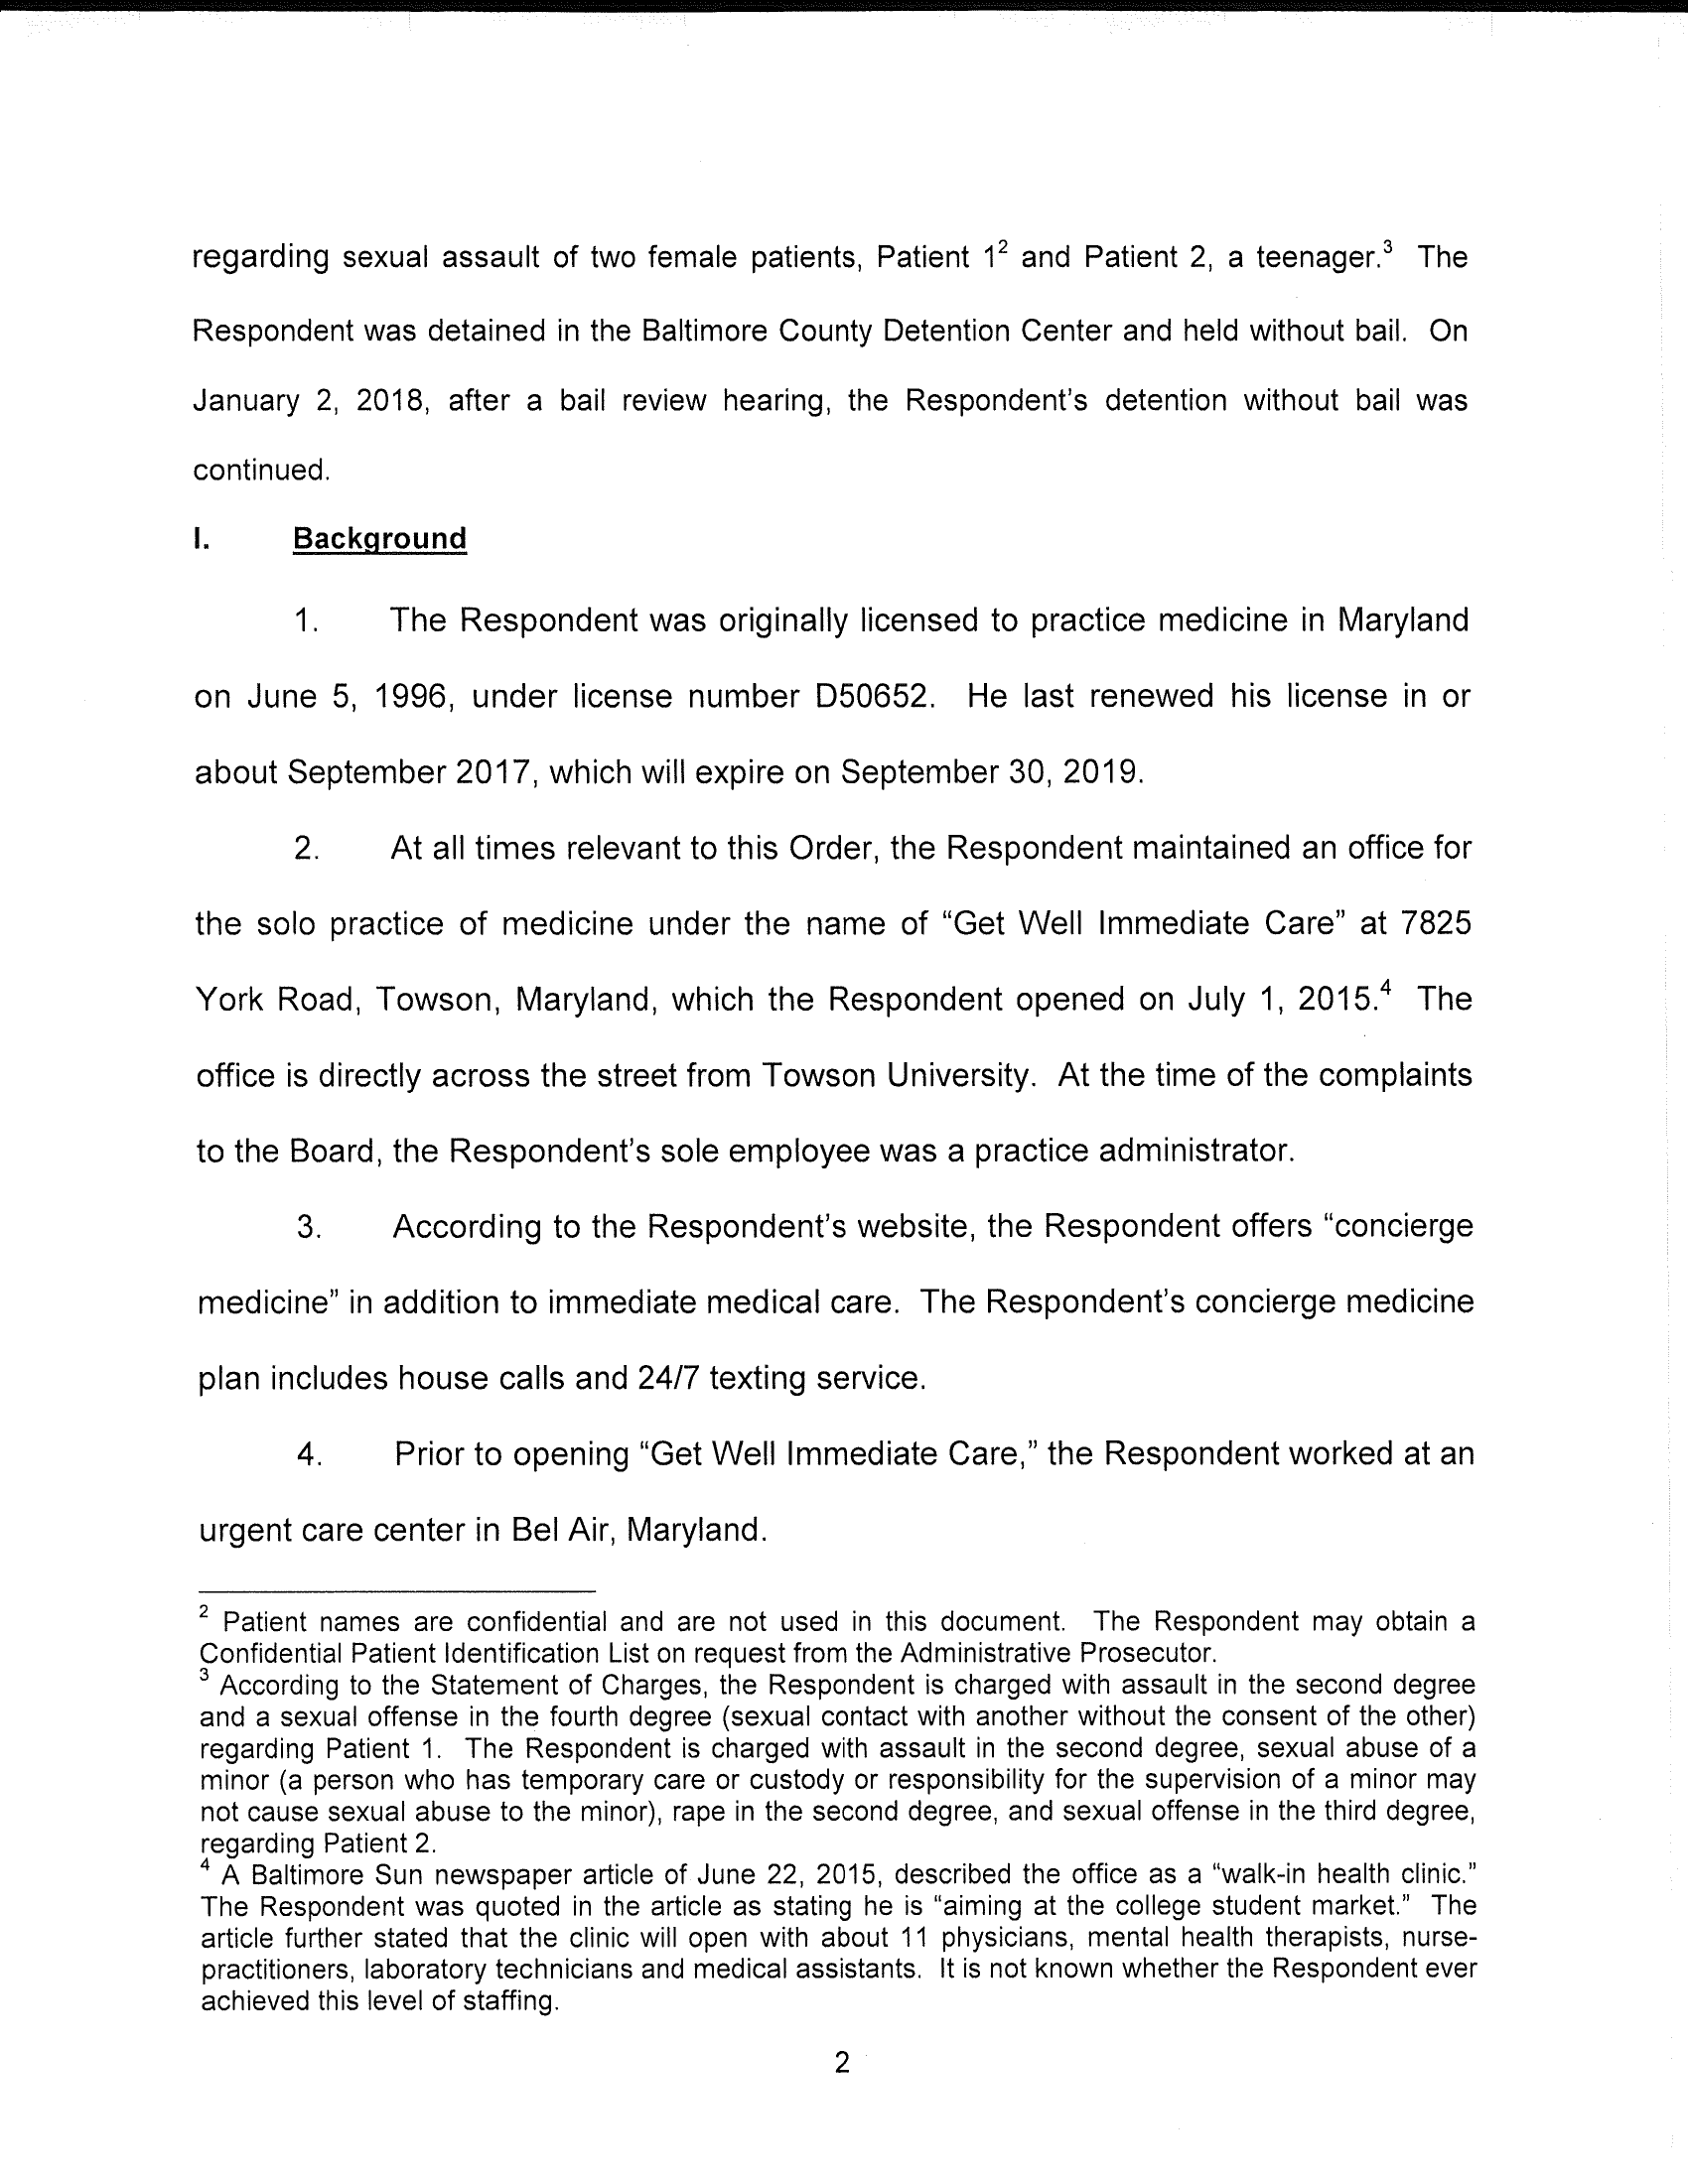 regarding sexual assault of two female patients, Patient 1² and Patient 2, a teenager.³ The
Respondent was detained in the Baltimore County Detention Center and held without bail. On
January 2, 2018, after a bail review hearing, the Respondent's detention without bail was
continued.
I. Background
1. The Respondent was originally licensed to practice medicine in Maryland
on June 5, 1996, under license number D50652. He last renewed his license in or
about September 2017, which will expire on September 30, 2019.
2. At all times relevant to this Order, the Respondent maintained an office for
the solo practice of medicine under the name of “Get Well Immediate Care” at 7825
York Road, Towson, Maryland, which the Respondent opened on July 1, 2015.⁴ The
office is directly across the street from Towson University. At the time of the complaints
to the Board, the Respondent's sole employee was a practice administrator.
3. According to the Respondent's website, the Respondent offers “concierge
medicine” in addition to immediate medical care. The Respondent's concierge medicine
plan includes house calls and 24/7 texting service.
4. Prior to opening “Get Well Immediate Care,” the Respondent worked at an
urgent care center in Bel Air, Maryland.
² Patient names are confidential and are not used in this document. The Respondent may obtain a
Confidential Patient Identification List on request from the Administrative Prosecutor.
³ According to the Statement of Charges, the Respondent is charged with assault in the second degree
and a sexual offense in the fourth degree (sexual contact with another without the consent of the other)
regarding Patient 1. The Respondent is charged with assault in the second degree, sexual abuse of a
minor (a person who has temporary care or custody or responsibility for the supervision of a minor may
not cause sexual abuse to the minor), rape in the second degree, and sexual offense in the third degree,
regarding Patient 2.
⁴ A Baltimore Sun newspaper article of June 22, 2015, described the office as a “walk-in health clinic.”
The Respondent was quoted in the article as stating he is “aiming at the college student market.” The
article further stated that the clinic will open with about 11 physicians, mental health therapists, nurse-
practitioners, laboratory technicians and medical assistants. It is not known whether the Respondent ever
achieved this level of staffing.
2